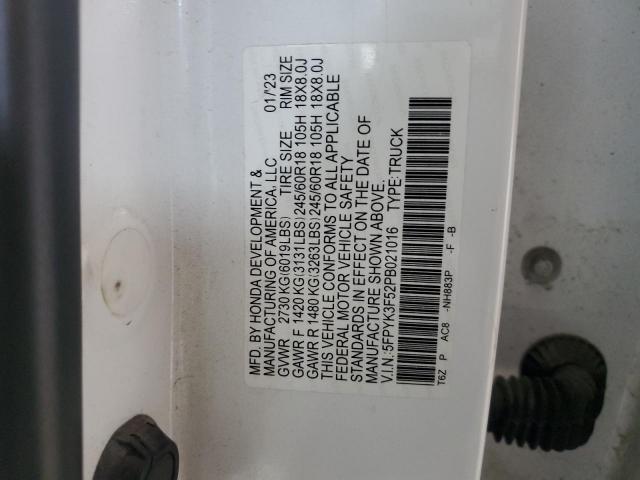 MFD. BY HONDA DEVELOPMENT &
MANUFACTURING OF AMERICA, LLC 01/'23
GVWR 2730 KG(6019LBS) TIRE SIZE RIM SIZE
GAWR F 1420 KG(3131LBS) 245/60R18 105H 18X8.0J
GAWR R 1480 KG(3263LBS) 245/60R18 105H 18X8.0J
THIS VEHICLE CONFORMS TO ALL APPLICABLE
FEDERAL MOTOR VEHICLE SAFETY
STANDARDS IN EFFECT ON THE DATE OF
MANUFACTURE SHOWN ABOVE.
V.I.N:5FPYK3F52PB021016 TYPE:TRUCK
T6Z P AC8 -NH883P -F -B